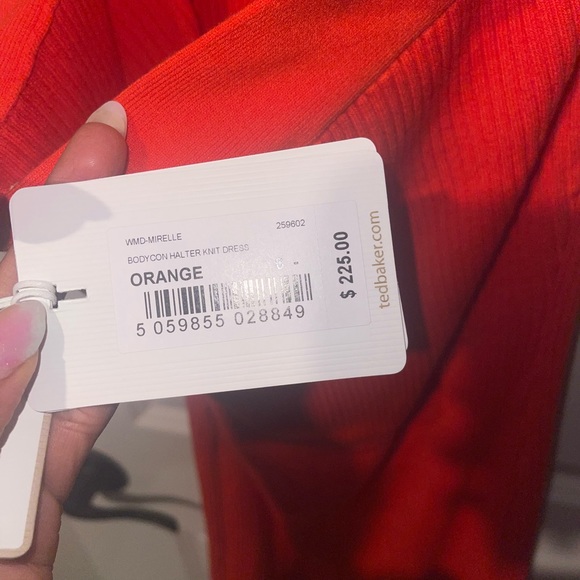 WMD-MIRELLE 259602
BODYCON HALTER KNIT DRESS
ORANGE
5 059855 028849
$ 225.00
tedbaker.com